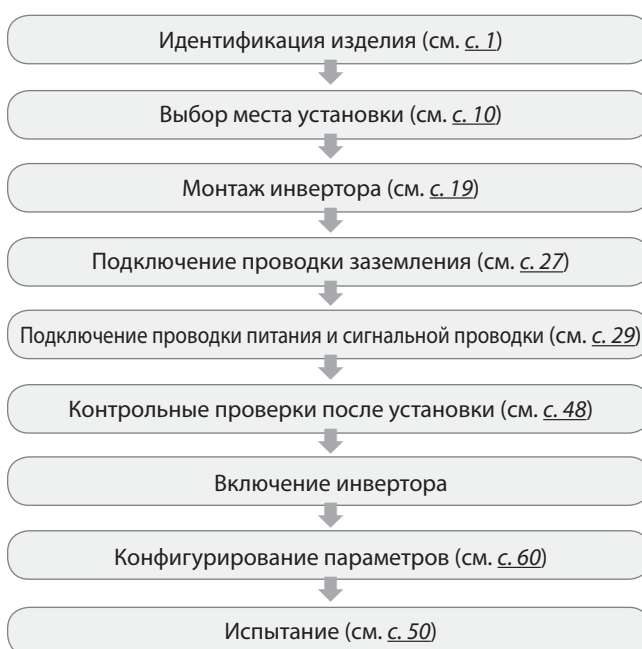 Идентификация изделия (см. с. 1)
Выбор места установки (см. с. 10)
Монтаж инвертора (см. с. 19)
Подключение проводки заземления (см. с. 27)
Подключение проводки питания и сигнальной проводки (см. с. 29)
Контрольные проверки после установки (см. с. 48)
Включение инвертора
Конфигурирование параметров (см. с. 60)
Испытание (см. с. 50)